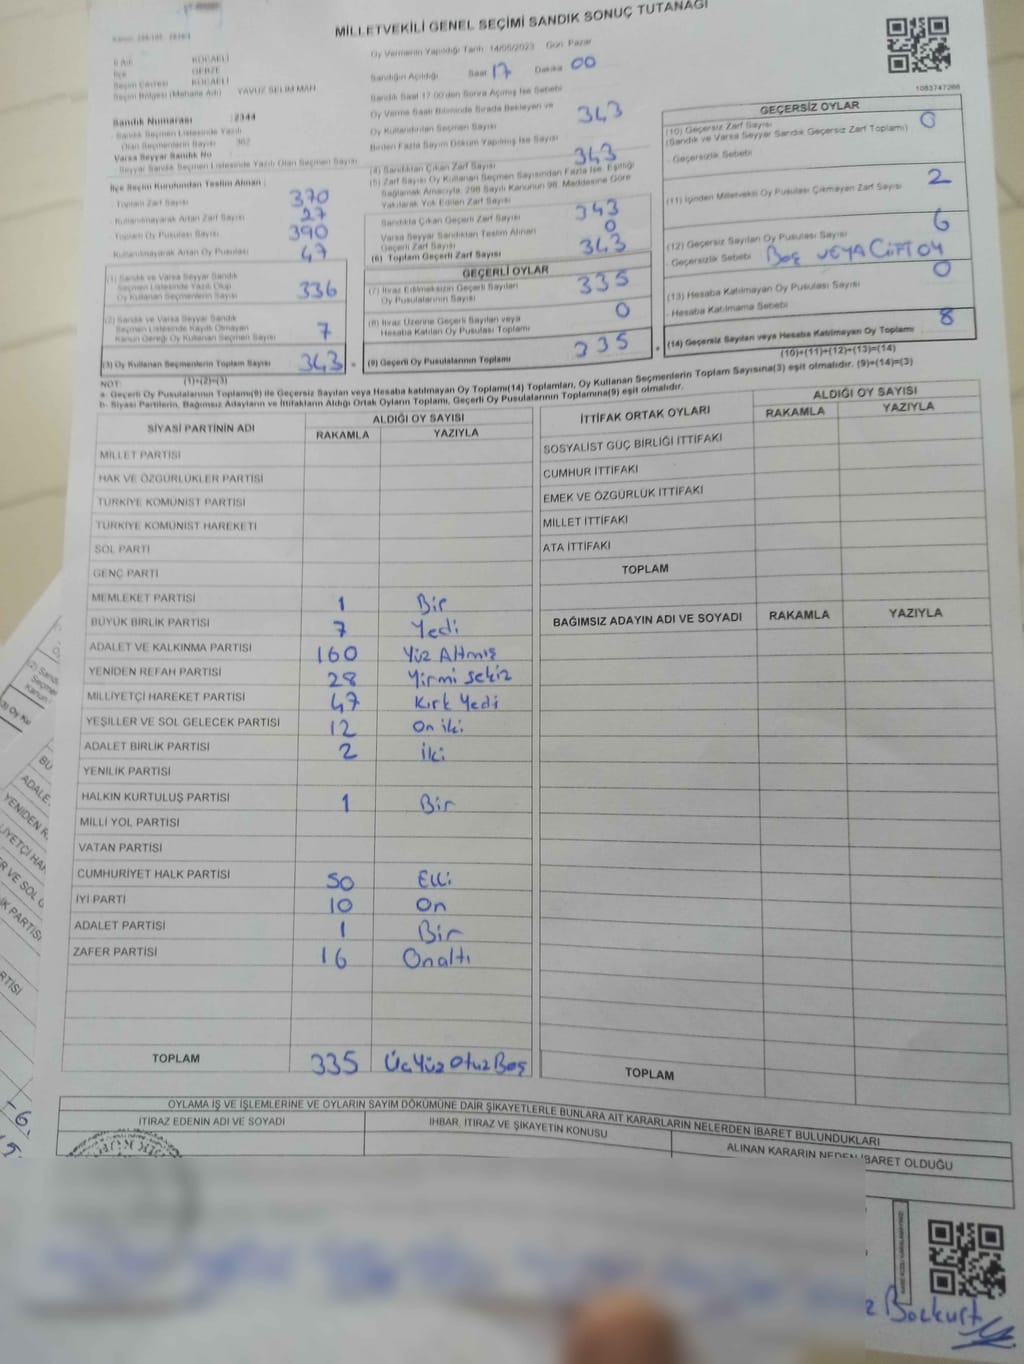 MİLLETVEKİLİ GENEL SEÇİMİ SANDIK SONUÇ TUTANAĞI
KOCAELİ
GEBZE
KOCAELİ
Seçim Bölgesi (Mahalle Adı) YAVUZ SELİM MAH.
Sandık Numarası : 2344
Sandık Seçmen Listesinde Yazılı
Olan Seçmenlerin Sayısı 362
Varsa Seyyar Sandık No
Seyyar Sandık Seçmen Listesinde Yazılı Olan Seçmen Sayısı
İlçe Seçim Kurulundan Teslim Alınan :
Toplam Zarf Sayısı 370
Kullanılmayarak Artan Zarf Sayısı 27
Toplam Oy Pusulası Sayısı 390
Kullanılmayarak Artan Oy Pusulası 47
(1) Sandık ve Varsa Seyyar Sandık
Seçmen Listesinde Yazılı Olup
Oy Kullanan Seçmenlerin Sayısı 336
(2) Sandık ve Varsa Seyyar Sandık
Seçmen Listesinde Kayıtlı Olmayan
Kanun Gereği Oy Kullanan Seçmen Sayısı 7
(3) Oy Kullanan Seçmenlerin Toplam Sayısı 343
(1)+(2)=(3)
Oy Vermenin Yapıldığı Tarih 14/05/2023 Gün Pazar
Sandığın Açıldığı Saat 17 Dakika 00
Sandık Saat 17:00'den Sonra Açılmış İse Sebebi
Oy Verme Saati Bitiminde Sırada Bekleyen ve
Oy Kullandırılan Seçmen Sayısı 343
Birden Fazla Sayım Döküm Yapılmış İse Sayısı
(4) Sandıktan Çıkan Zarf Sayısı 343
(5) Zarf Sayısı Oy Kullanan Seçmen Sayısından Fazla İse, Eşitliği
Sağlamak Amacıyla, 298 Sayılı Kanunun 98. Maddesine Göre
Yakılarak Yok Edilen Zarf Sayısı
Sandıkta Çıkan Geçerli Zarf Sayısı 343
Varsa Seyyar Sandıktan Teslim Alınan
Geçerli Zarf Sayısı 0
(6) Toplam Geçerli Zarf Sayısı 343
GEÇERLİ OYLAR
(7) İtiraz Edilmeksizin Geçerli Sayılan
Oy Pusulalarının Sayısı 335
(8) İtiraz Üzerine Geçerli Sayılan veya
Hesaba Katılan Oy Pusulası Toplamı 0
(9) Geçerli Oy Pusulalarının Toplamı 335
1083747266
GEÇERSİZ OYLAR
(10) Geçersiz Zarf Sayısı
(Sandık ve Varsa Seyyar Sandık Geçersiz Zarf Toplamı) 0
- Geçersizlik Sebebi
(11) İçinden Milletvekili Oy Pusulası Çıkmayan Zarf Sayısı 2
(12) Geçersiz Sayılan Oy Pusulası Sayısı 6
- Geçersizlik Sebebi Boş VEYA ÇİFT OY
(13) Hesaba Katılmayan Oy Pusulası Sayısı 0
- Hesaba Katılmama Sebebi
(14) Geçersiz Sayılan veya Hesaba Katılmayan Oy Toplamı 8
(10)+(11)+(12)+(13)=(14)
NOT:
a- Geçerli Oy Pusulalarının Toplamı(9) ile Geçersiz Sayılan veya Hesaba katılmayan Oy Toplamı(14) Toplamları, Oy Kullanan Seçmenlerin Toplam Sayısına(3) eşit olmalıdır. (9)+(14)=(3)
b- Siyasi Partilerin, Bağımsız Adayların ve İttifakların Aldığı Ortak Oyların Toplamı, Geçerli Oy Pusulalarının Toplamına(9) eşit olmalıdır.
SİYASİ PARTİNİN ADI ALDIĞI OY SAYISI
RAKAMLA YAZIYLA
MİLLET PARTİSİ
HAK VE ÖZGÜRLÜKLER PARTİSİ
TÜRKİYE KOMÜNİST PARTİSİ
TÜRKİYE KOMÜNİST HAREKETİ
SOL PARTİ
GENÇ PARTİ
MEMLEKET PARTİSİ 1 Bir
BÜYÜK BİRLİK PARTİSİ 7 Yedi
ADALET VE KALKINMA PARTİSİ 160 Yüz Altmış
YENİDEN REFAH PARTİSİ 28 Yirmi sekiz
MİLLİYETÇİ HAREKET PARTİSİ 47 Kırk Yedi
YEŞİLLER VE SOL GELECEK PARTİSİ 12 On iki
ADALET BİRLİK PARTİSİ 2 İki
YENİLİK PARTİSİ
HALKIN KURTULUŞ PARTİSİ 1 Bir
MİLLİ YOL PARTİSİ
VATAN PARTİSİ
CUMHURİYET HALK PARTİSİ 50 Elli
İYİ PARTİ 10 On
ADALET PARTİSİ 1 Bir
ZAFER PARTİSİ 16 Onaltı
TOPLAM 335 Üç Yüz Otuz Beş
İTTİFAK ORTAK OYLARI ALDIĞI OY SAYISI
RAKAMLA YAZIYLA
SOSYALİST GÜÇ BİRLİĞİ İTTİFAKI
CUMHUR İTTİFAKI
EMEK VE ÖZGÜRLÜK İTTİFAKI
MİLLET İTTİFAKI
ATA İTTİFAKI
TOPLAM
BAĞIMSIZ ADAYIN ADI VE SOYADI RAKAMLA YAZIYLA
TOPLAM
OYLAMA İŞ VE İŞLEMLERİNE VE OYLARIN SAYIM DÖKÜMÜNE DAİR ŞİKAYETLERLE BUNLARA AİT KARARLARIN NELERDEN İBARET BULUNDUKLARI
İTİRAZ EDENİN ADI VE SOYADI İHBAR, İTİRAZ VE ŞİKAYETİN KONUSU ALINAN KARARIN NEDEN İBARET OLDUĞU
Bozkurt